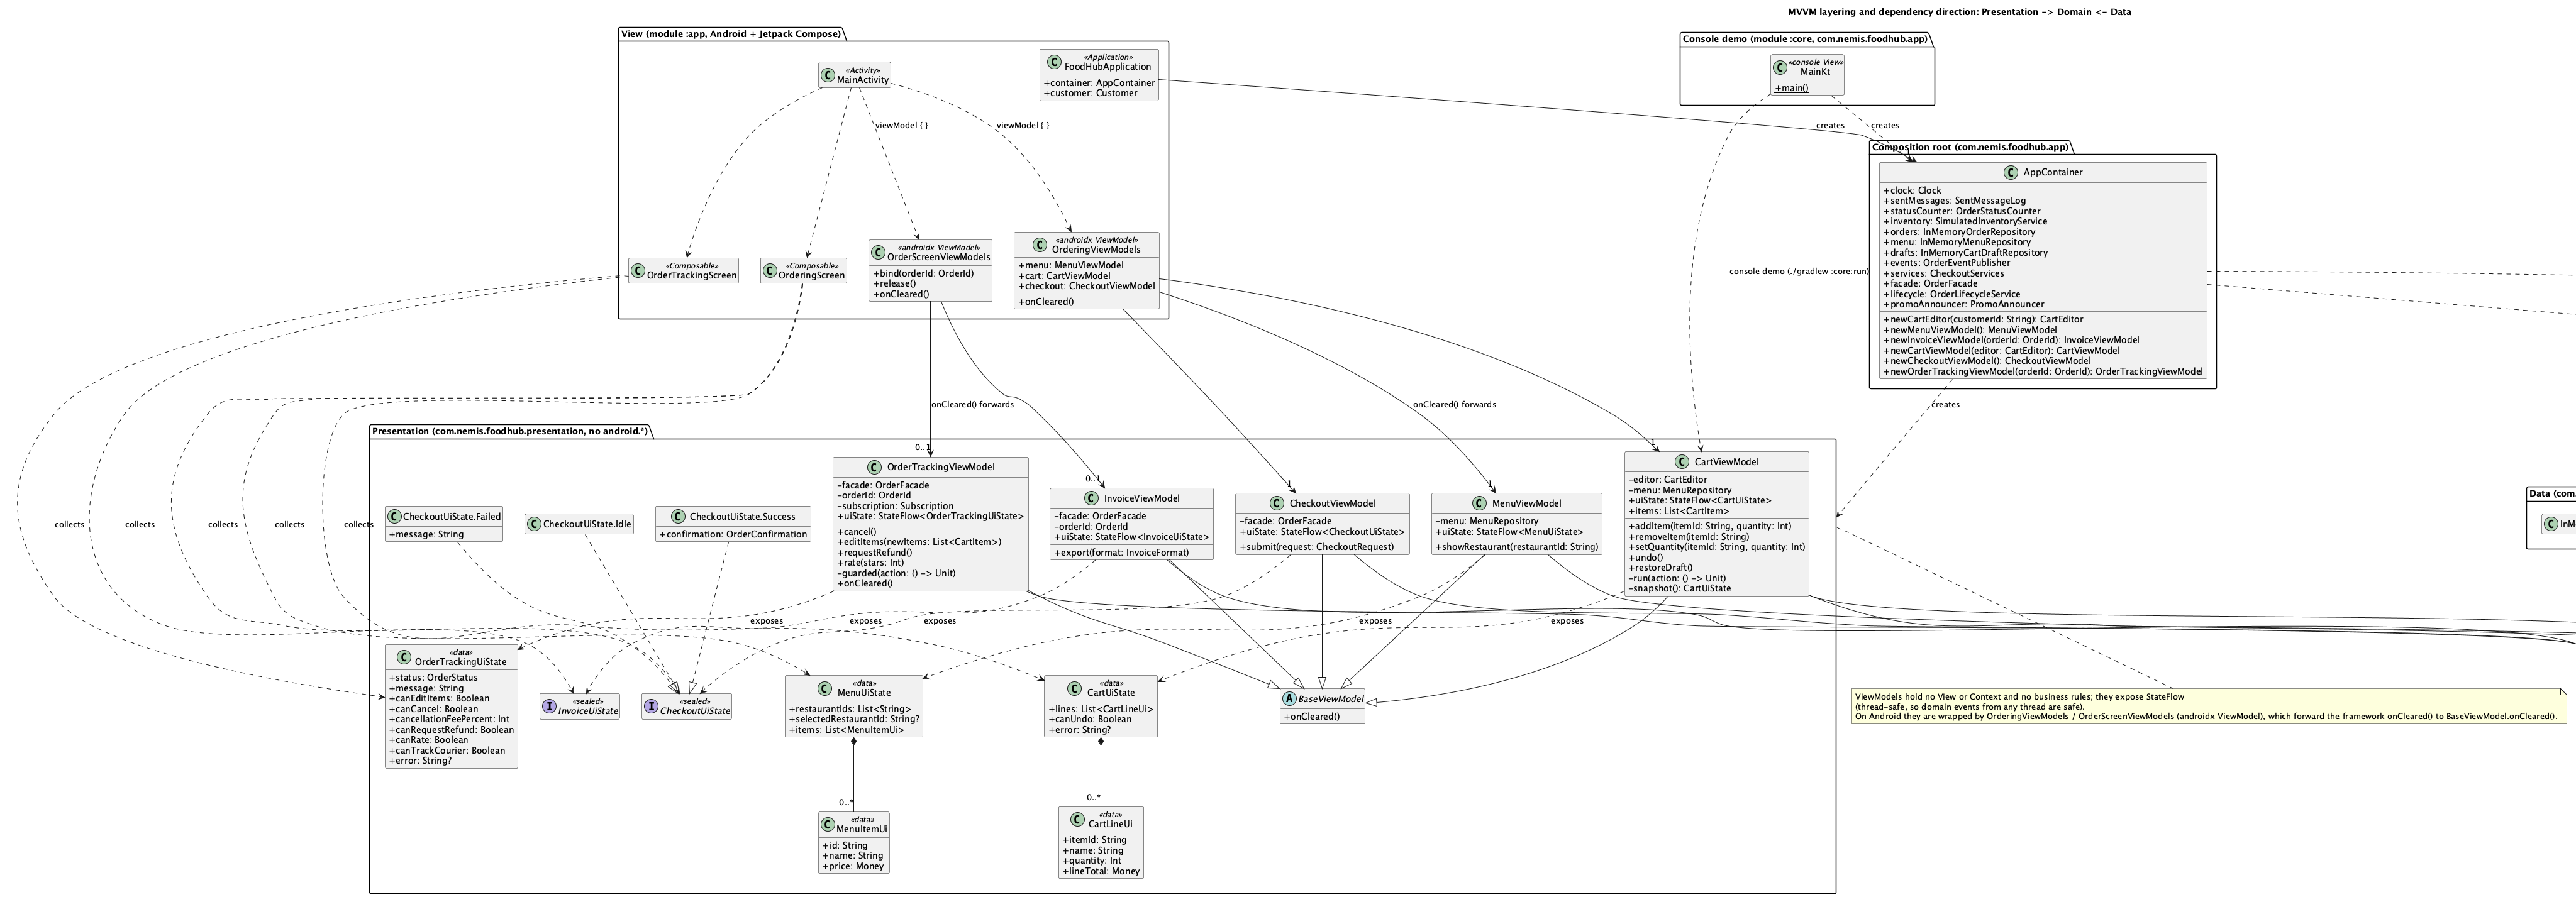 MVVM layering and dependency direction: Presentation -> Domain <- Data
View (module :app, Android + Jetpack Compose)
«Activity»
MainActivity
«Application»
FoodHubApplication
+container: AppContainer
+customer: Customer
viewModel { }
viewModel { }
«Composable»
OrderTrackingScreen
«Composable»
OrderingScreen
«androidx ViewModel»
OrderScreenViewModels
+bind(orderId: OrderId)
+release()
+onCleared()
«androidx ViewModel»
OrderingViewModels
+menu: MenuViewModel
+cart: CartViewModel
+checkout: CheckoutViewModel
+onCleared()
Console demo (module :core, com.nemis.foodhub.app)
«console View»
MainKt
+main()
creates
creates
console demo (./gradlew :core:run)
Composition root (com.nemis.foodhub.app)
AppContainer
+clock: Clock
+sentMessages: SentMessageLog
+statusCounter: OrderStatusCounter
+inventory: SimulatedInventoryService
+orders: InMemoryOrderRepository
+menu: InMemoryMenuRepository
+drafts: InMemoryCartDraftRepository
+events: OrderEventPublisher
+services: CheckoutServices
+facade: OrderFacade
+lifecycle: OrderLifecycleService
+promoAnnouncer: PromoAnnouncer
+newCartEditor(customerId: String): CartEditor
+newMenuViewModel(): MenuViewModel
+newInvoiceViewModel(orderId: OrderId): InvoiceViewModel
+newCartViewModel(editor: CartEditor): CartViewModel
+newCheckoutViewModel(): CheckoutViewModel
+newOrderTrackingViewModel(orderId: OrderId): OrderTrackingViewModel
creates
onCleared() forwards
onCleared() forwards
0..1
0..1
1
1
1
Presentation (com.nemis.foodhub.presentation, no android.*)
collects
collects
collects
collects
collects
CheckoutUiState.Failed
+message: String
CheckoutUiState.Idle
CheckoutUiState.Success
+confirmation: OrderConfirmation
OrderTrackingViewModel
-facade: OrderFacade
-orderId: OrderId
-subscription: Subscription
+uiState: StateFlow<OrderTrackingUiState>
+cancel()
+editItems(newItems: List<CartItem>)
+requestRefund()
+rate(stars: Int)
-guarded(action: () -> Unit)
+onCleared()
InvoiceViewModel
-facade: OrderFacade
-orderId: OrderId
+uiState: StateFlow<InvoiceUiState>
+export(format: InvoiceFormat)
CheckoutViewModel
-facade: OrderFacade
+uiState: StateFlow<CheckoutUiState>
+submit(request: CheckoutRequest)
MenuViewModel
-menu: MenuRepository
+uiState: StateFlow<MenuUiState>
+showRestaurant(restaurantId: String)
CartViewModel
-editor: CartEditor
-menu: MenuRepository
+uiState: StateFlow<CartUiState>
+items: List<CartItem>
+addItem(itemId: String, quantity: Int)
+removeItem(itemId: String)
+setQuantity(itemId: String, quantity: Int)
+undo()
+restoreDraft()
-run(action: () -> Unit)
-snapshot(): CartUiState
exposes
exposes
exposes
exposes
exposes
«data»
OrderTrackingUiState
+status: OrderStatus
+message: String
+canEditItems: Boolean
+canCancel: Boolean
+cancellationFeePercent: Int
+canRequestRefund: Boolean
+canRate: Boolean
+canTrackCourier: Boolean
+error: String?
«sealed»
InvoiceUiState
«sealed»
CheckoutUiState
«data»
MenuUiState
+restaurantIds: List<String>
+selectedRestaurantId: String?
+items: List<MenuItemUi>
«data»
CartUiState
+lines: List<CartLineUi>
+canUndo: Boolean
+error: String?
BaseViewModel
+onCleared()
0..*
0..*
«data»
MenuItemUi
+id: String
+name: String
+price: Money
«data»
CartLineUi
+itemId: String
+name: String
+quantity: Int
+lineTotal: Money
ViewModels hold no View or Context and no business rules; they expose StateFlow
(thread-safe, so domain events from any thread are safe).
On Android they are wrapped by OrderingViewModels / OrderScreenViewModels (androidx ViewModel), which forward the framework onCleared() to BaseViewModel.onCleared().
Data (com.
InM